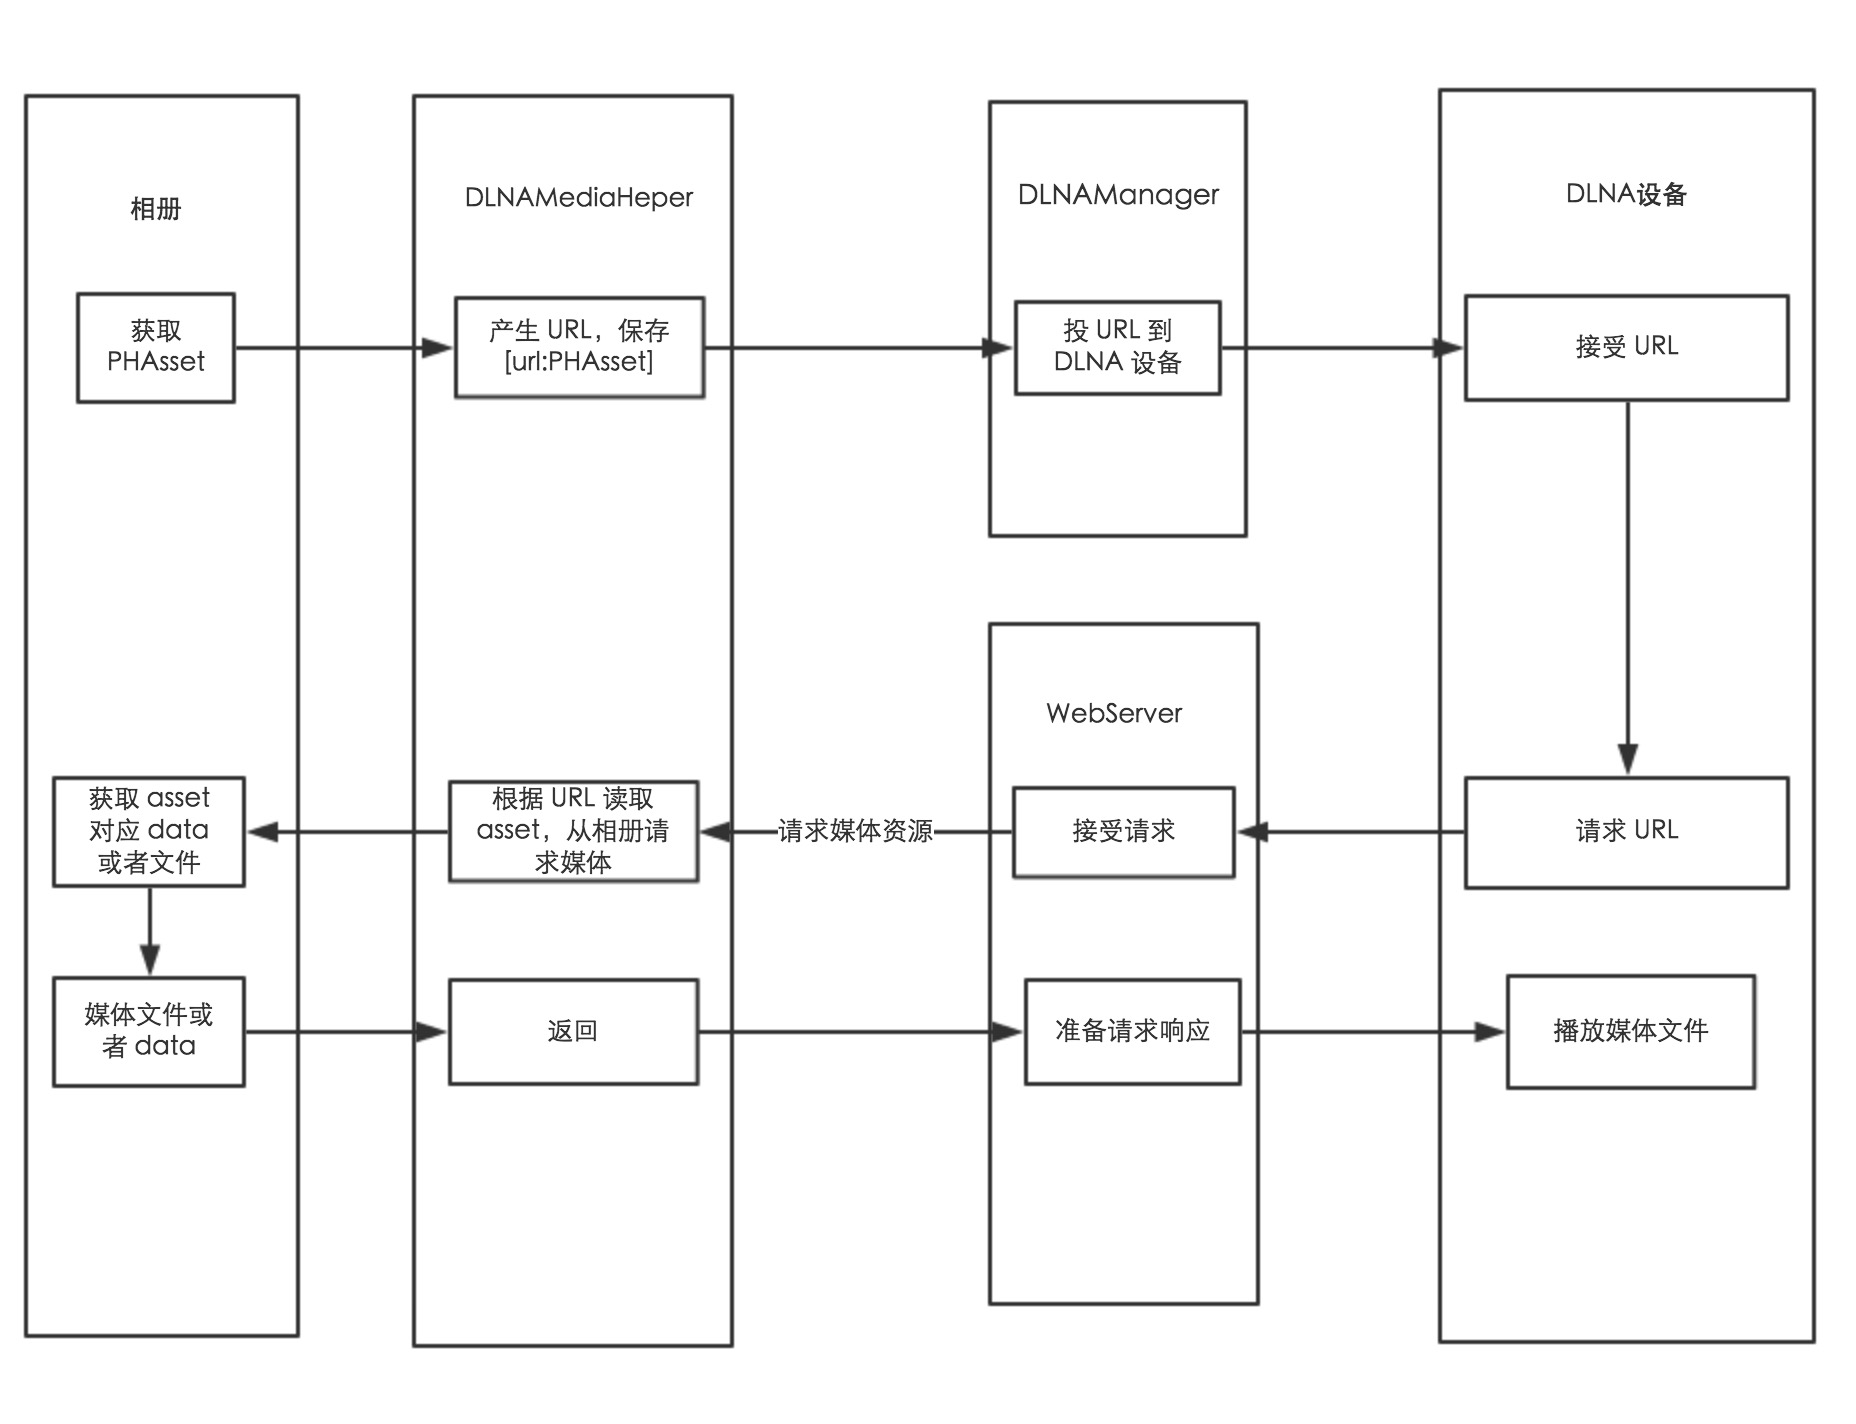 相册
DLNAMediaHeper
DLNAManager
DLNA设备
获取
PHAsset
产生 URL，保存
[url:PHAsset]
投 URL 到
DLNA 设备
接受 URL
WebServer
获取 asset
对应 data
或者文件
根据 URL 读取
asset，从相册请
求媒体
请求媒体资源
接受请求
请求 URL
媒体文件或
者 data
返回
准备请求响应
播放媒体文件